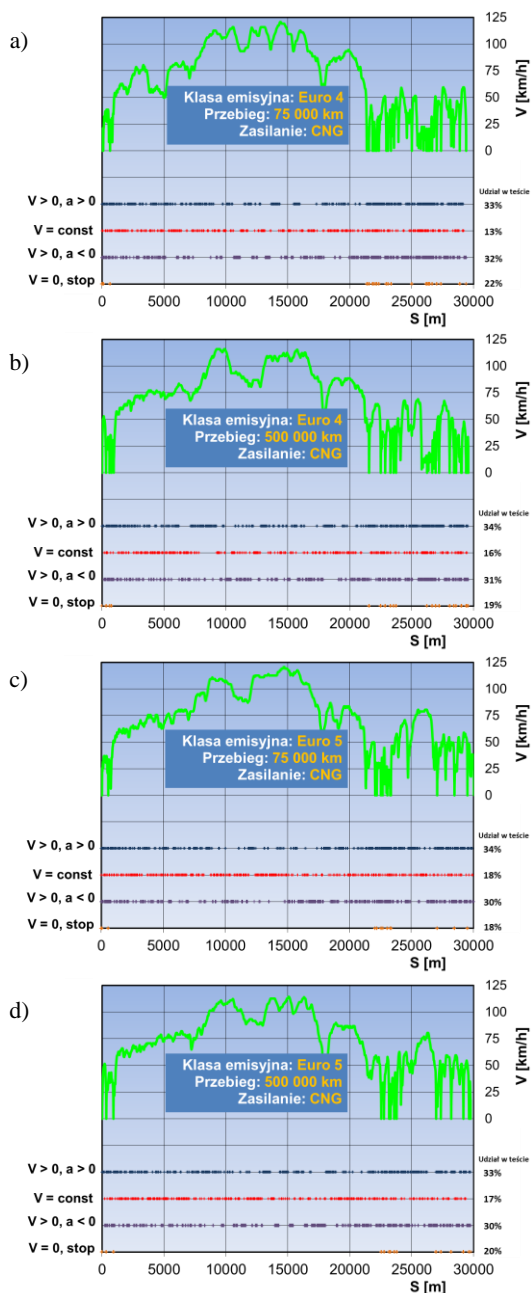 a)
125
100
75
50
25
0
V [km/h]
Klasa emisyjna: Euro 4
Przebieg: 75 000 km
Zasilanie: CNG
Udział w teście
V > 0, a > 0
33%
V = const
13%
V > 0, a < 0
32%
V = 0, stop
22%
0 5000 10000 15000 20000 25000 30000
S [m]
b)
125
100
75
50
25
0
V [km/h]
Klasa emisyjna: Euro 4
Przebieg: 500 000 km
Zasilanie: CNG
Udział w teście
V > 0, a > 0
34%
V = const
16%
V > 0, a < 0
31%
V = 0, stop
19%
0 5000 10000 15000 20000 25000 30000
S [m]
c)
125
100
75
50
25
0
V [km/h]
Klasa emisyjna: Euro 5
Przebieg: 75 000 km
Zasilanie: CNG
Udział w teście
V > 0, a > 0
34%
V = const
18%
V > 0, a < 0
30%
V = 0, stop
18%
0 5000 10000 15000 20000 25000 30000
S [m]
d)
125
100
75
50
25
0
V [km/h]
Klasa emisyjna: Euro 5
Przebieg: 500 000 km
Zasilanie: CNG
Udział w teście
V > 0, a > 0
33%
V = const
17%
V > 0, a < 0
30%
V = 0, stop
20%
0 5000 10000 15000 20000 25000 30000
S [m]